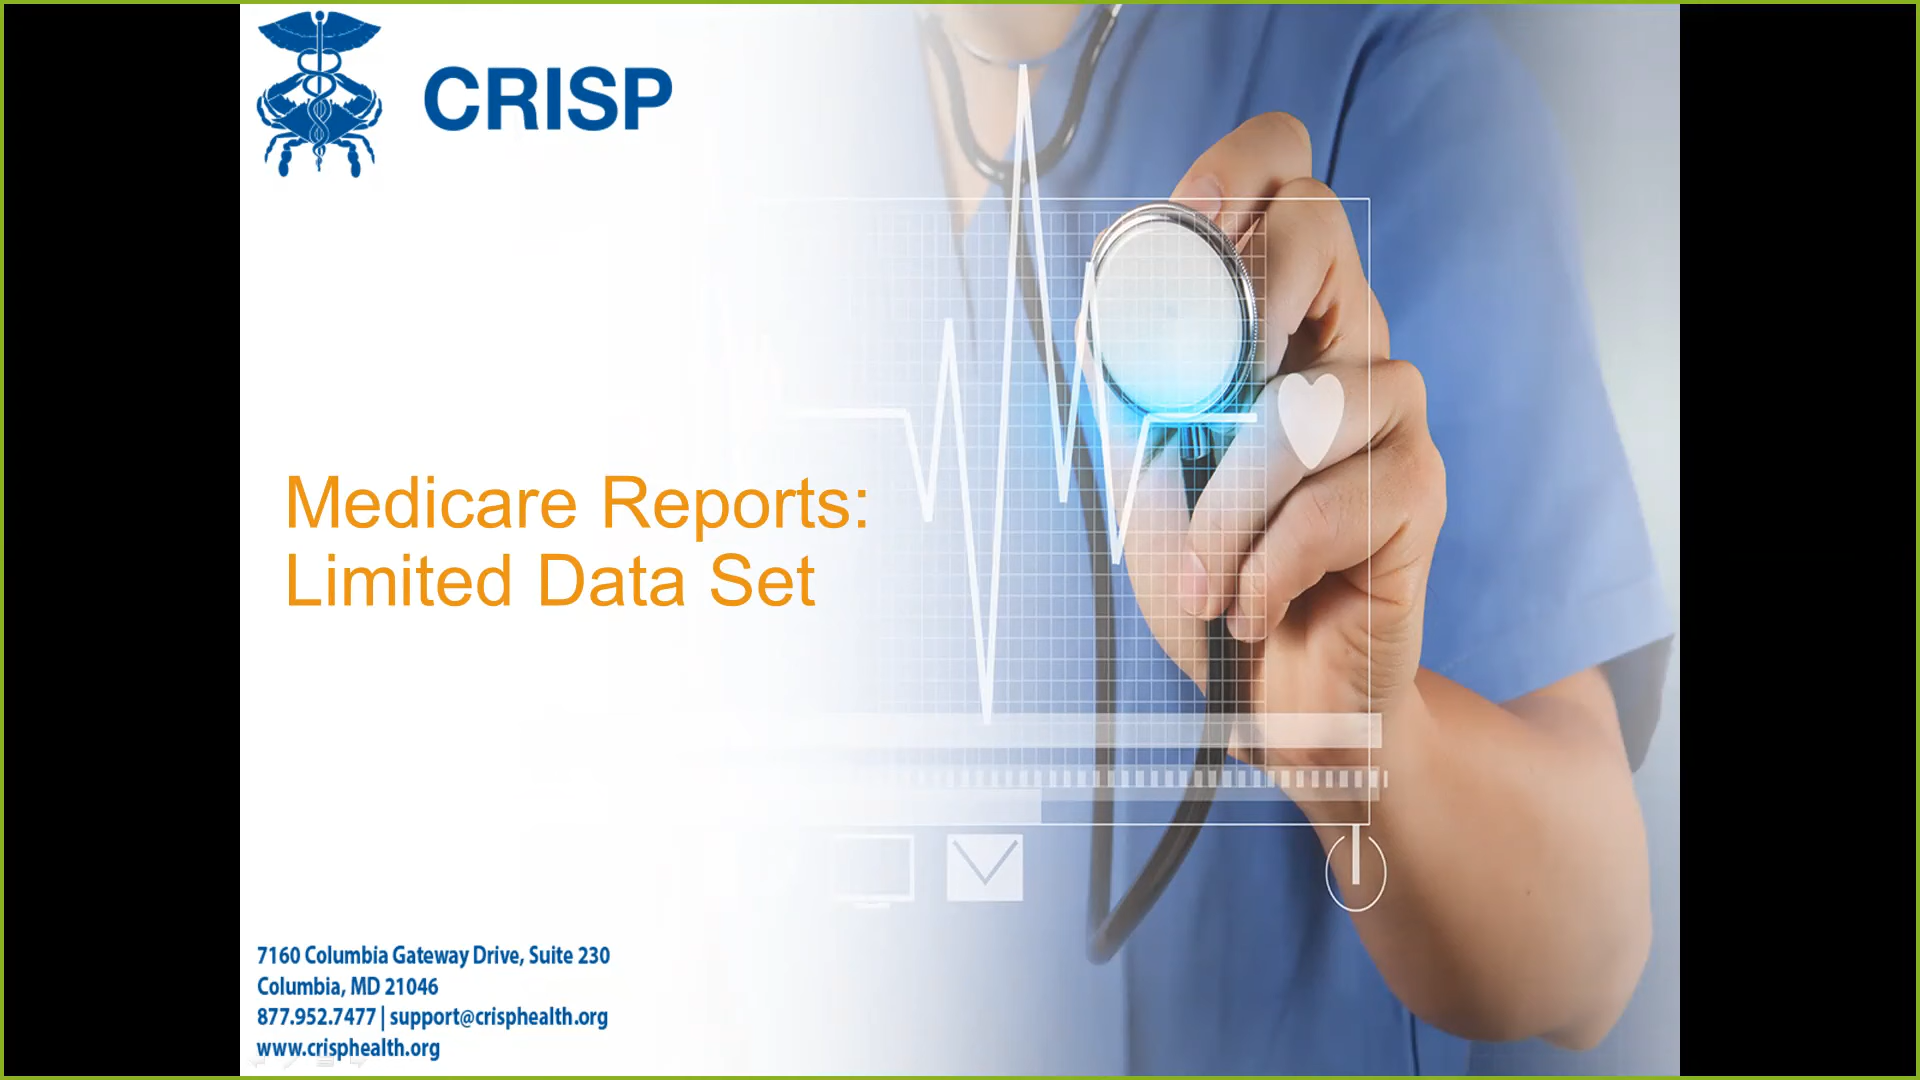 CRISP
Medicare Reports:
Limited Data Set
7160 Columbia Gateway Drive, Suite 230
Columbia, MD 21046
877.952.7477 | support@crisphealth.org
www.crisphealth.org